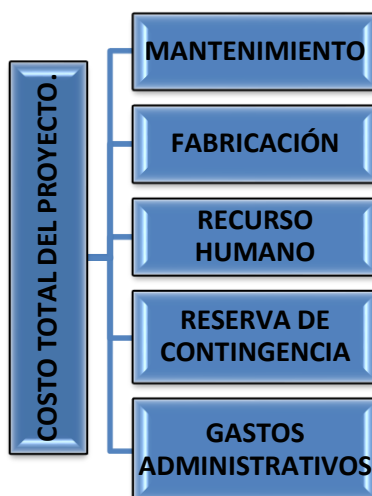 COSTO TOTAL DEL PROYECTO.
MANTENIMIENTO
FABRICACIÓN
RECURSO
HUMANO
RESERVA DE
CONTINGENCIA
GASTOS
ADMINISTRATIVOS